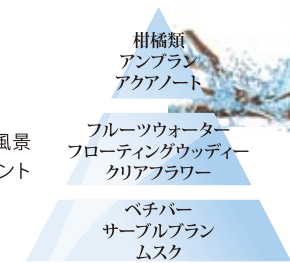 柑橘類
アンブラン
アクアノート
風景
ント
フルーツウォーター
フローティングウッディー
クリアフラワー
ベチバー
サーブルブラン
ムスク